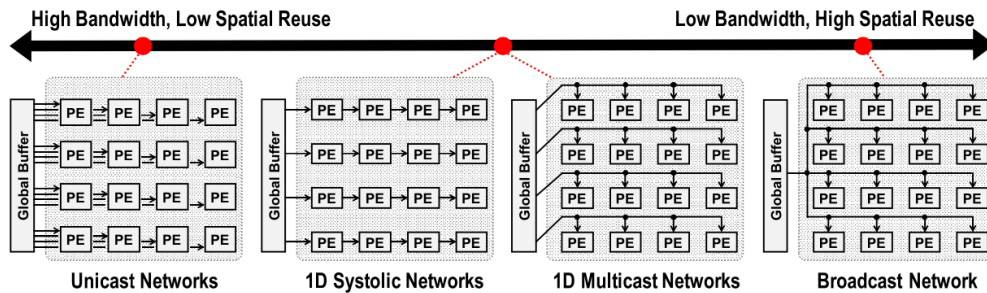 High Bandwidth, Low Spatial Reuse
Low Bandwidth, High Spatial Reuse
Global Buffer
PE PE PE PE
PE PE PE PE
PE PE PE PE
PE PE PE PE
Unicast Networks
Global Buffer
PE PE PE PE
PE PE PE PE
PE PE PE PE
PE PE PE PE
1D Systolic Networks
Global Buffer
PE PE PE PE
PE PE PE PE
PE PE PE PE
PE PE PE PE
1D Multicast Networks
Global Buffer
PE PE PE PE
PE PE PE PE
PE PE PE PE
PE PE PE PE
Broadcast Network